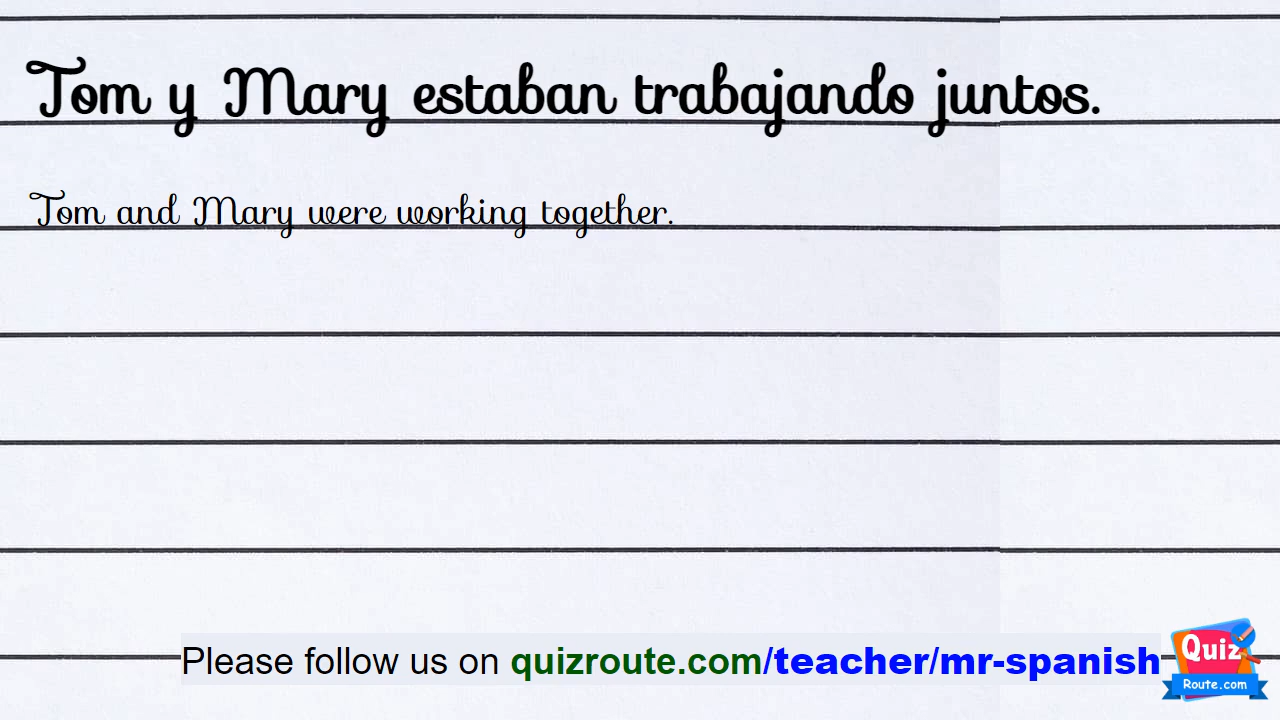 Tom y Mary estaban trabajando juntos.
Tom and Mary were working together.
Please follow us on quizroute.com/teacher/mr-spanish
Quiz
Route.com